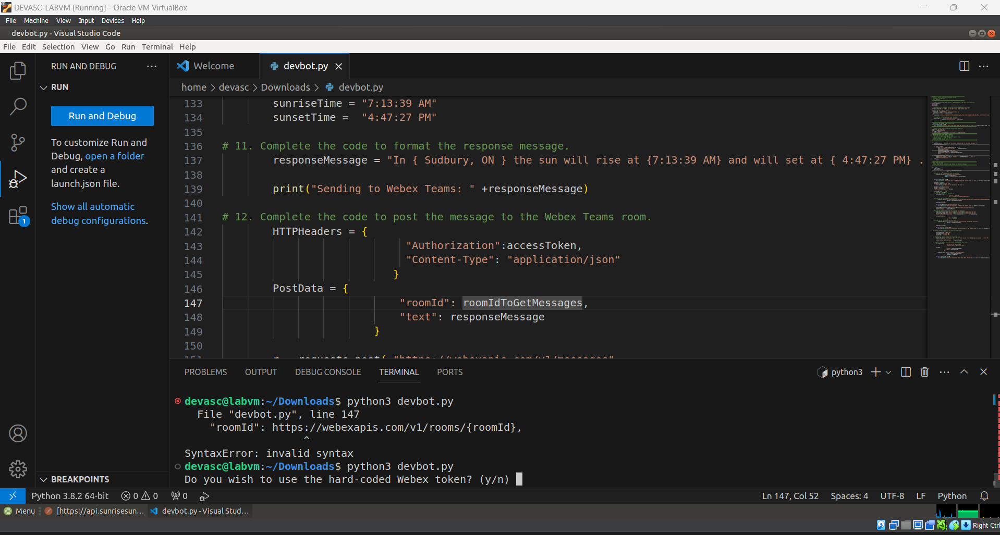 DEVASC-LABVM [Running] - Oracle VM VirtualBox
File Machine View Input Devices Help
devbot.py - Visual Studio Code
File Edit Selection View Go Run Terminal Help
RUN AND DEBUG
RUN
Run and Debug
To customize Run and
Debug, open a folder
and create a
launch.json file.
Show all automatic
debug configurations.
1
BREAKPOINTS
Welcome
devbot.py
home > devasc > Downloads > devbot.py
133 sunriseTime = "7:13:39 AM"
134 sunsetTime =  "4:47:27 PM"
135
136 # 11. Complete the code to format the response message.
137 responseMessage = "In { Sudbury, ON } the sun will rise at {7:13:39 AM} and will set at { 4:47:27 PM} .
138
139 print("Sending to Webex Teams: " +responseMessage)
140
141 # 12. Complete the code to post the message to the Webex Teams room.
142 HTTPHeaders = {
143 "Authorization":accessToken,
144 "Content-Type": "application/json"
145 }
146 PostData = {
147 "roomId": roomIdToGetMessages,
148 "text": responseMessage
149 }
150
151 r = requests.post( "https://webexapis.com/v1/messages"
PROBLEMS OUTPUT DEBUG CONSOLE TERMINAL PORTS
python3
devasc@labvm:~/Downloads$ python3 devbot.py
File "devbot.py", line 147
"roomId": https://webexapis.com/v1/rooms/{roomId},
^
SyntaxError: invalid syntax
devasc@labvm:~/Downloads$ python3 devbot.py
Do you wish to use the hard-coded Webex token? (y/n)
Python 3.8.2 64-bit 0 0 0
Ln 147, Col 52 Spaces: 4 UTF-8 LF Python
Menu [https://api.sunrisesun... devbot.py - Visual Stud...
Right Ctrl